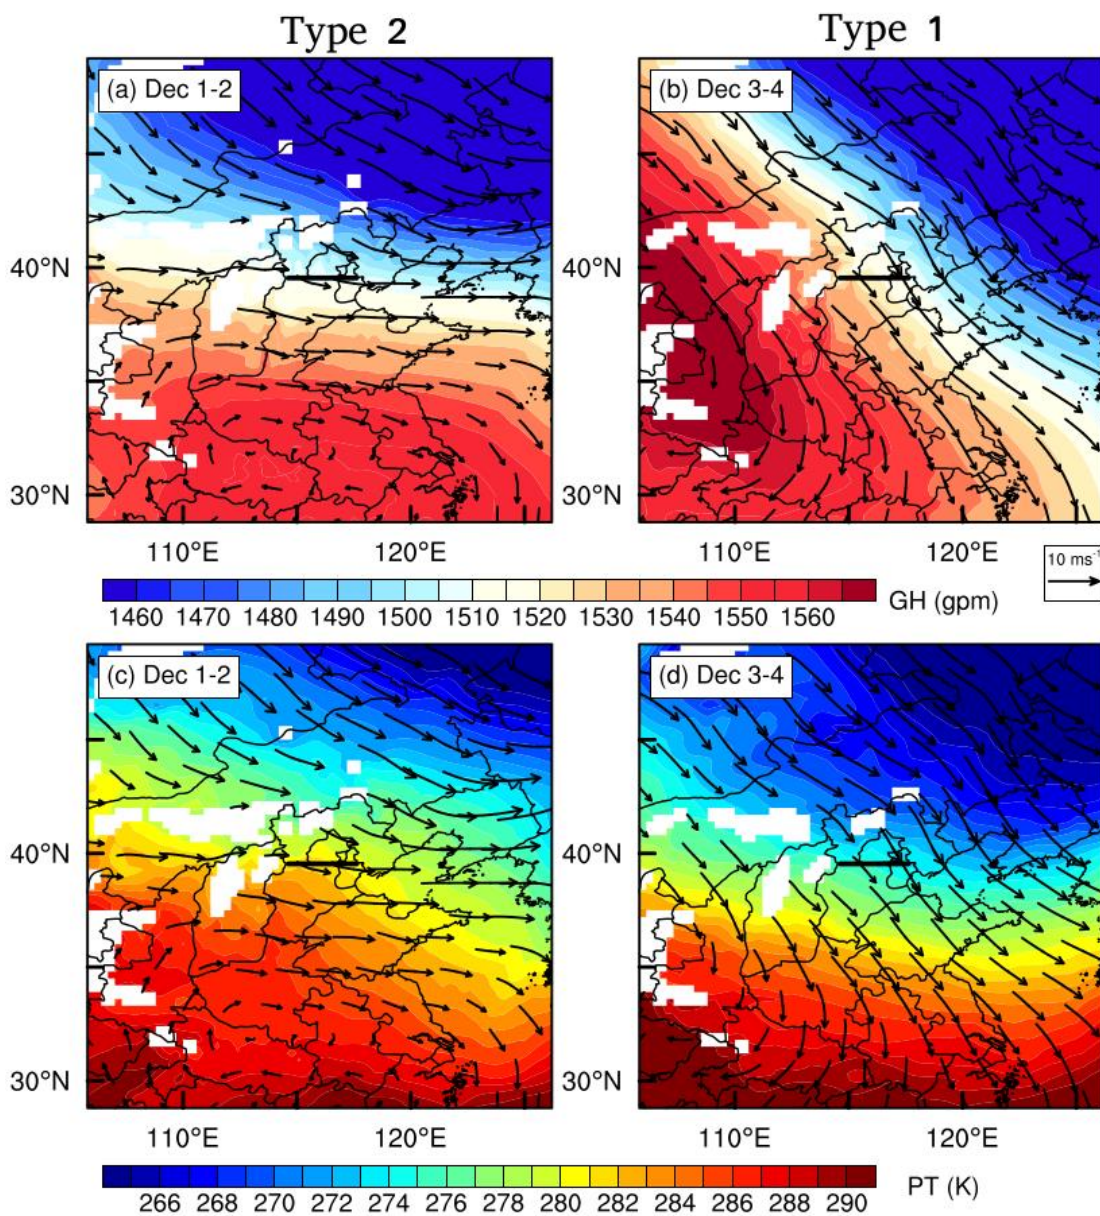 Type 2
Type 1
(a) Dec 1-2
(b) Dec 3-4
40°N
30°N
40°N
30°N
110°E
120°E
110°E
120°E
10 ms⁻¹
1460 1470 1480 1490 1500 1510 1520 1530 1540 1550 1560
GH (gpm)
(c) Dec 1-2
(d) Dec 3-4
40°N
30°N
40°N
30°N
110°E
120°E
110°E
120°E
266 268 270 272 274 276 278 280 282 284 286 288 290
PT (K)